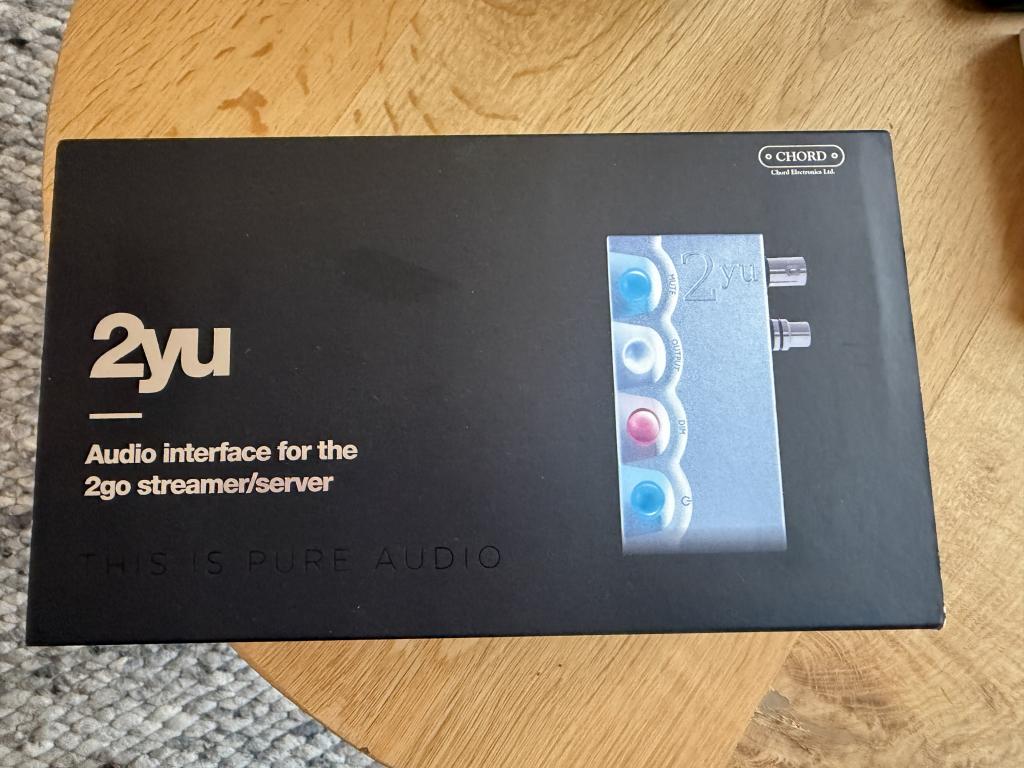 CHORD
Chord Electronics Ltd.
2yu
MUTE
OUTPUT
DIM
2yu
Audio interface for the
2go streamer/server
THIS IS PURE AUDIO